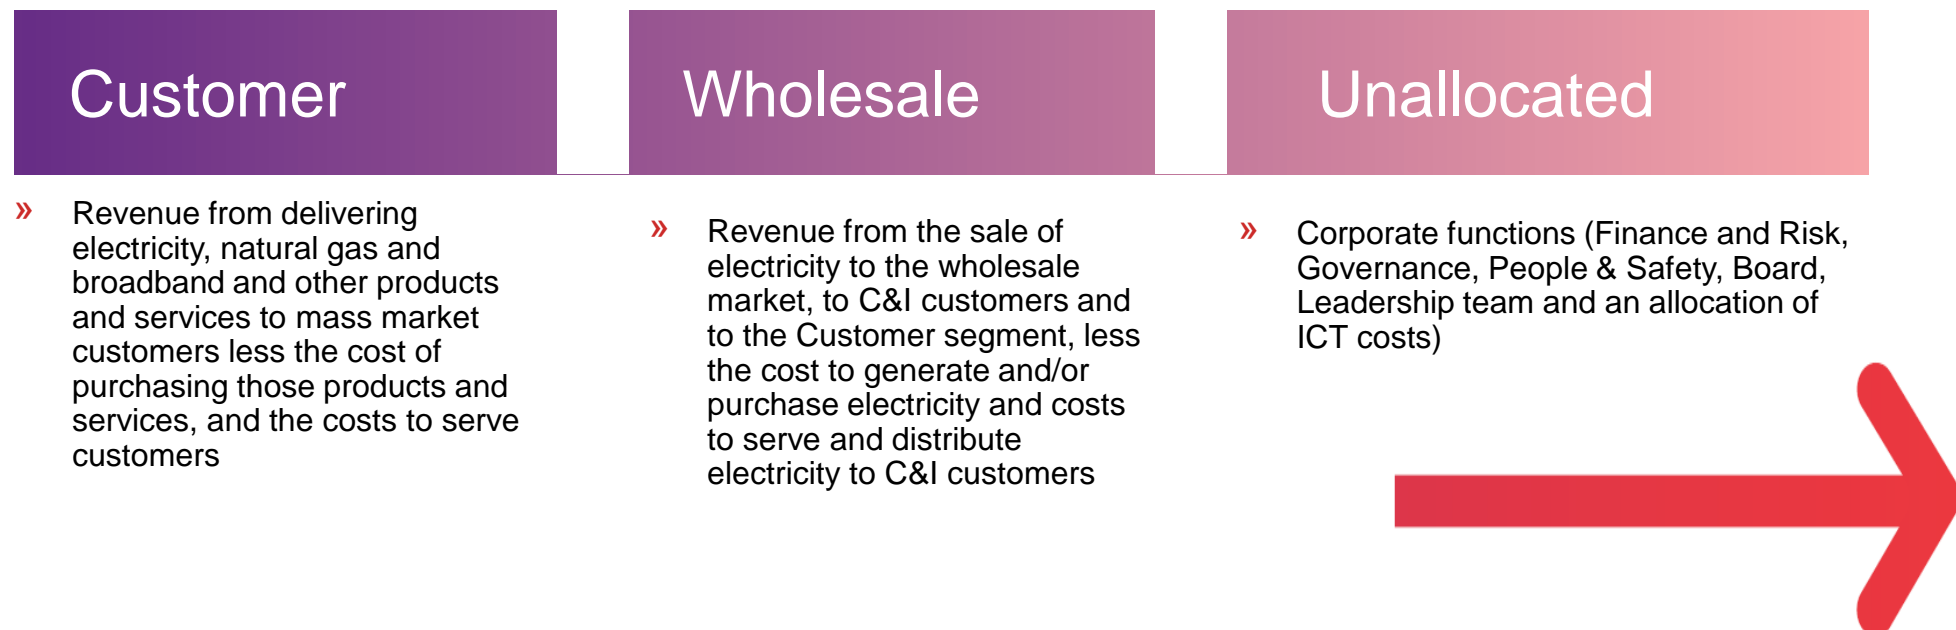 Customer
» Revenue from delivering
electricity, natural gas and
broadband and other products
and services to mass market
customers less the cost of
purchasing those products and
services, and the costs to serve
customers
Wholesale
» Revenue from the sale of
electricity to the wholesale
market, to C&I customers and
to the Customer segment, less
the cost to generate and/or
purchase electricity and costs
to serve and distribute
electricity to C&I customers
Unallocated
» Corporate functions (Finance and Risk,
Governance, People & Safety, Board,
Leadership team and an allocation of
ICT costs)